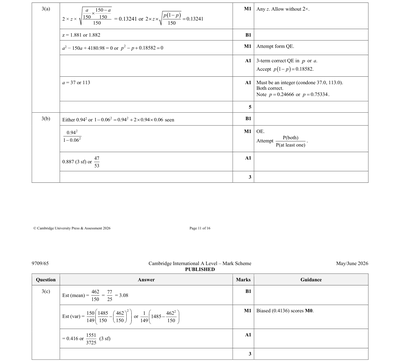 3(a)
2 × z × √(a/150 × (150 − a)/150)/150 = 0.13241 or 2 × z × √(p(1 − p)/150) = 0.13241
M1
Any z. Allow without 2×.
z = 1.881 or 1.882
B1
a² − 150a + 4180.98 = 0 or p² − p + 0.18582 = 0
M1
Attempt form QE.
A1
3-term correct QE in p or a.
Accept p(1 − p) = 0.18582.
a = 37 or 113
A1
Must be an integer (condone 37.0, 113.0).
Both correct.
Note p = 0.24666 or p = 0.75334.
5
3(b)
Either 0.94² or 1 − 0.06² = 0.94² + 2 × 0.94 × 0.06 seen
B1
0.94² / (1 − 0.06²)
M1
OE.
Attempt P(both) / P(at least one).
0.887 (3 sf) or 47/53
A1
3
© Cambridge University Press & Assessment 2026
Page 11 of 16
9709/65
Cambridge International A Level – Mark Scheme
May/June 2026
PUBLISHED
Question
Answer
Marks
Guidance
3(c)
Est (mean) = 462/150 = 77/25 = 3.08
B1
Est (var) = 150/149 (1485/150 − (462/150)²) or 1/149 (1485 − 462²/150)
M1
Biased (0.4136) scores M0.
= 0.416 or 1551/3725 (3 sf)
A1
3